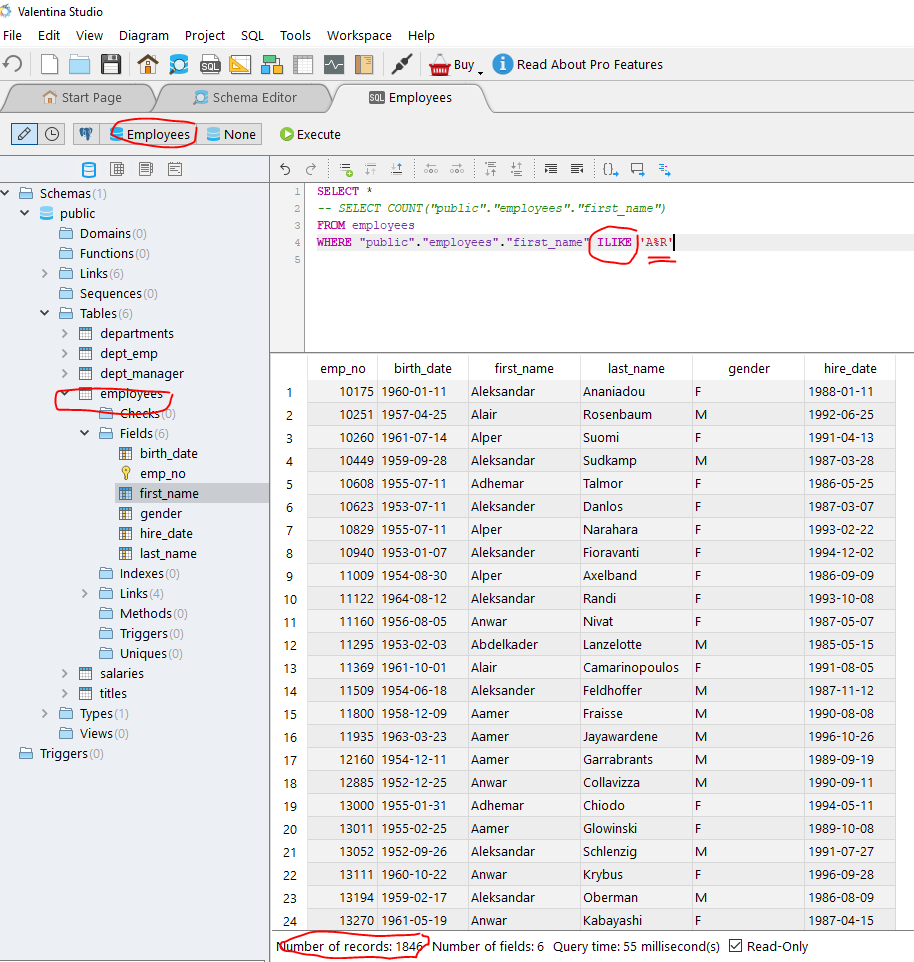 Valentina Studio
File Edit View Diagram Project SQL Tools Workspace Help
SQL Buy Read About Pro Features
Start Page Schema Editor SQL Employees
Employees None Execute
Schemas (1)
public
Domains (0)
Functions (0)
Links (6)
Sequences (0)
Tables (6)
departments
dept_emp
dept_manager
employees
Checks (0)
Fields (6)
birth_date
emp_no
first_name
gender
hire_date
last_name
Indexes (0)
Links (4)
Methods (0)
Triggers (0)
Uniques (0)
salaries
titles
Types (1)
Views (0)
Triggers (0)
1 SELECT *
2 -- SELECT COUNT("public"."employees"."first_name")
3 FROM employees
4 WHERE "public"."employees"."first_name" ILIKE 'A%R'
5
emp_no birth_date first_name last_name gender hire_date
1 10175 1960-01-11 Aleksandar Ananiadou F 1988-01-11
2 10251 1957-04-25 Alair Rosenbaum M 1992-06-25
3 10260 1961-07-14 Alper Suomi F 1991-04-13
4 10449 1959-09-28 Aleksandar Sudkamp M 1987-03-28
5 10608 1955-07-11 Adhemar Talmor F 1986-05-25
6 10623 1953-07-11 Aleksander Danlos F 1987-03-07
7 10829 1955-07-11 Alper Narahara F 1993-02-22
8 10940 1953-01-07 Aleksander Fioravanti F 1994-12-02
9 11009 1954-08-30 Alper Axelband F 1986-09-09
10 11122 1964-08-12 Aleksandar Randi F 1993-10-08
11 11160 1956-08-05 Anwar Nivat F 1987-05-07
12 11295 1953-02-03 Abdelkader Lanzelotte M 1985-05-15
13 11369 1961-10-01 Alair Camarinopoulos F 1991-08-05
14 11509 1954-06-18 Aleksander Feldhoffer M 1987-11-12
15 11800 1958-12-09 Aamer Fraisse M 1990-08-08
16 11935 1963-03-23 Aamer Jayawardene M 1996-10-26
17 12160 1954-12-11 Aamer Garrabrants M 1989-09-19
18 12885 1952-12-25 Anwar Collavizza M 1990-09-11
19 13000 1955-01-31 Adhemar Chiodo F 1994-05-11
20 13011 1955-02-25 Aamer Glowinski F 1989-10-08
21 13052 1952-09-26 Aleksandar Schlenzig M 1991-07-27
22 13111 1960-10-22 Anwar Krybus F 1996-09-28
23 13194 1959-02-17 Aleksandar Oberman M 1986-08-09
24 13270 1961-05-19 Anwar Kabayashi F 1987-04-15
Number of records: 1846 Number of fields: 6 Query time: 55 millisecond(s) Read-Only